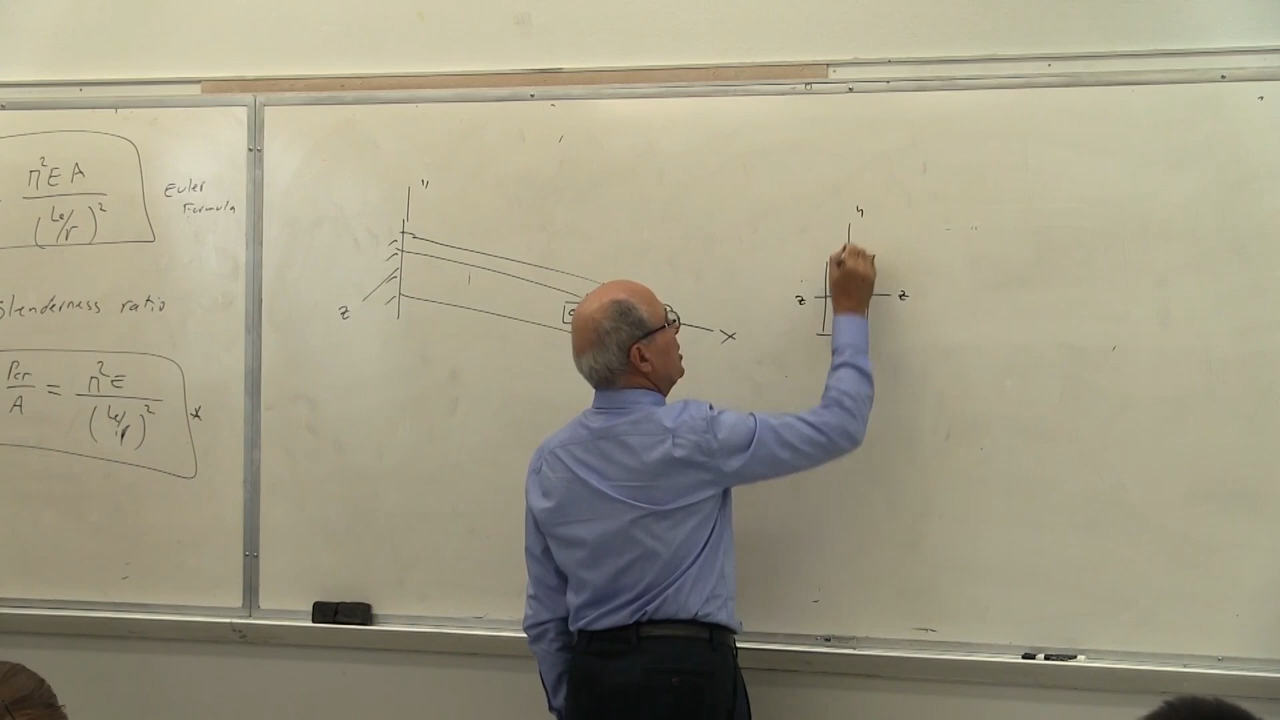 π²EA
(Le/r)²
Euler
Formula
Slenderness ratio
Pcr/A = π²E/(Le/r)² *
y
z
x
y
z
z